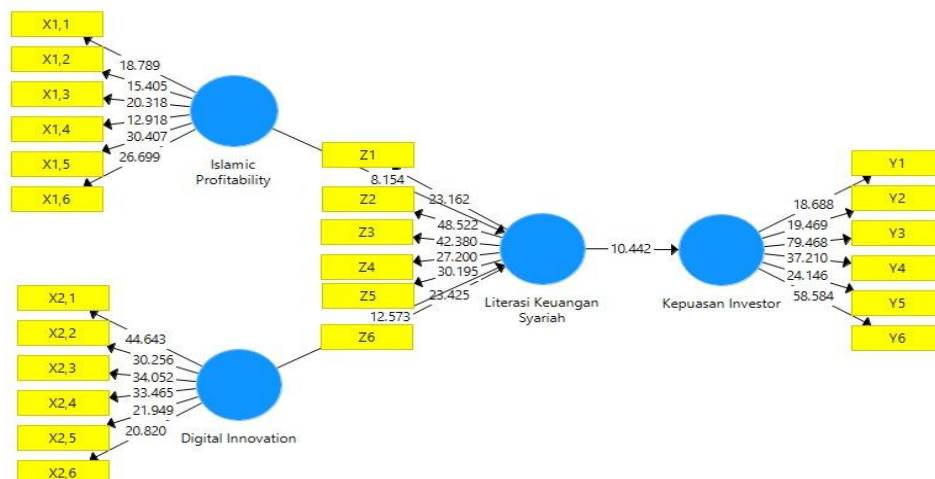 X1,1
X1,2
X1,3
X1,4
X1,5
X1,6
18.789
15.405
20.318
12.918
30.407
26.699
Islamic
Profitability
X2,1
X2,2
X2,3
X2,4
X2,5
X2,6
44.643
30.256
34.052
33.465
21.949
20.820
Digital Innovation
Z1
Z2
Z3
Z4
Z5
Z6
8.154
23.162
48.522
42.380
27.200
30.195
23.425
12.573
Literasi Keuangan
Syariah
10.442
Kepuasan Investor
18.688
19.469
79.468
37.210
24.146
58.584
Y1
Y2
Y3
Y4
Y5
Y6